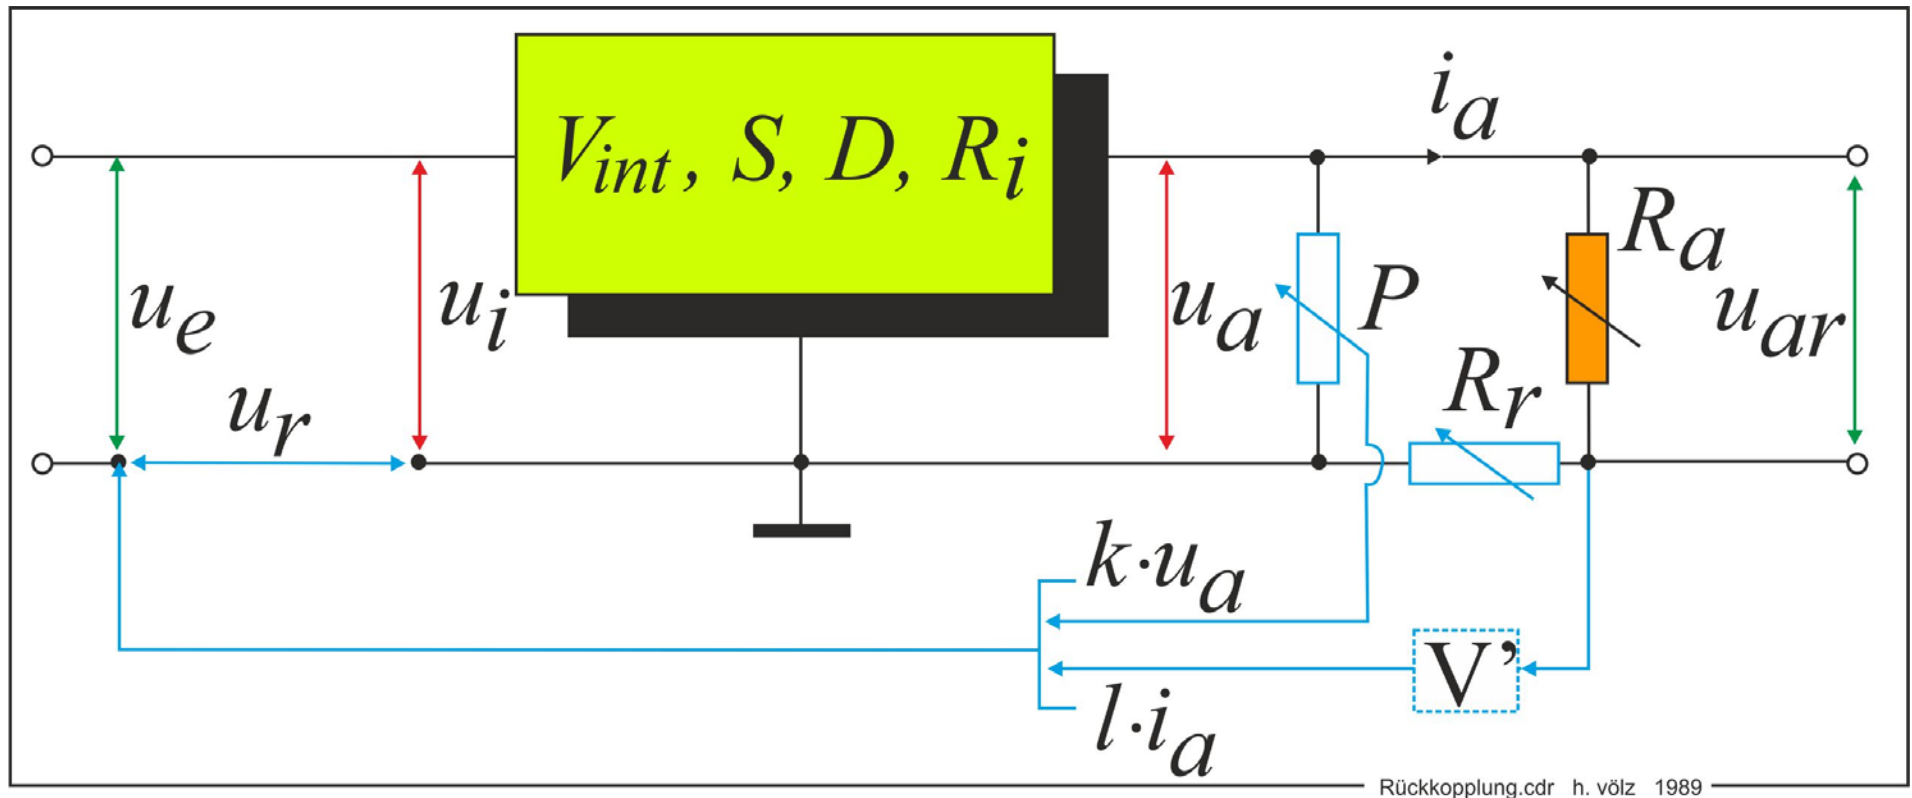 V_int, S, D, R_i
i_a
R_a
u_e
u_i
u_a
P
u_ar
u_r
R_r
k·u_a
V’
l·i_a
Rückkopplung.cdr h. völz 1989